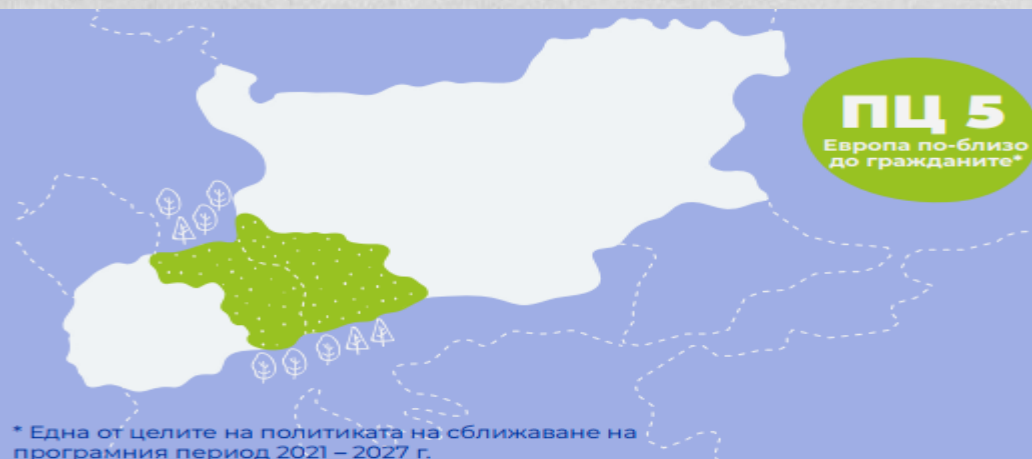 ПЦ 5
Европа по-близо
до гражданите*
* Една от целите на политиката на сближаване на
програмния период 2021 – 2027 г.